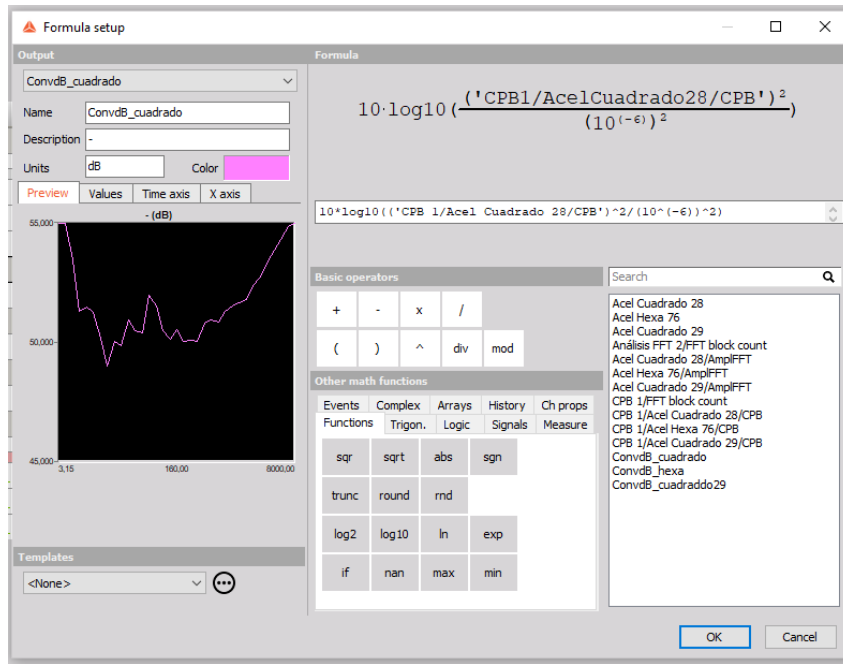 Formula setup
Output
ConvdB_cuadrado
Name ConvdB_cuadrado
Description -
Units dB Color
Preview Values Time axis X axis
- (dB)
55,000
50,000
45,000
3,15 160,00 8000,00
Templates
<None>
Formula
10·log10(('CPB1/AcelCuadrado28/CPB')²/(10^(-6))²)
10*log10(('CPB 1/Acel Cuadrado 28/CPB')^2/(10^(-6))^2)
Basic operators
+ - x /
( ) ^ div mod
Other math functions
Events Complex Arrays History Ch props
Functions Trigon. Logic Signals Measure
sqr sqrt abs sgn
trunc round rnd
log2 log10 ln exp
if nan max min
Search
Acel Cuadrado 28
Acel Hexa 76
Acel Cuadrado 29
Análisis FFT 2/FFT block count
Acel Cuadrado 28/AmplFFT
Acel Hexa 76/AmplFFT
Acel Cuadrado 29/AmplFFT
CPB 1/FFT block count
CPB 1/Acel Cuadrado 28/CPB
CPB 1/Acel Hexa 76/CPB
CPB 1/Acel Cuadrado 29/CPB
ConvdB_cuadrado
ConvdB_hexa
ConvdB_cuadraddo29
OK Cancel